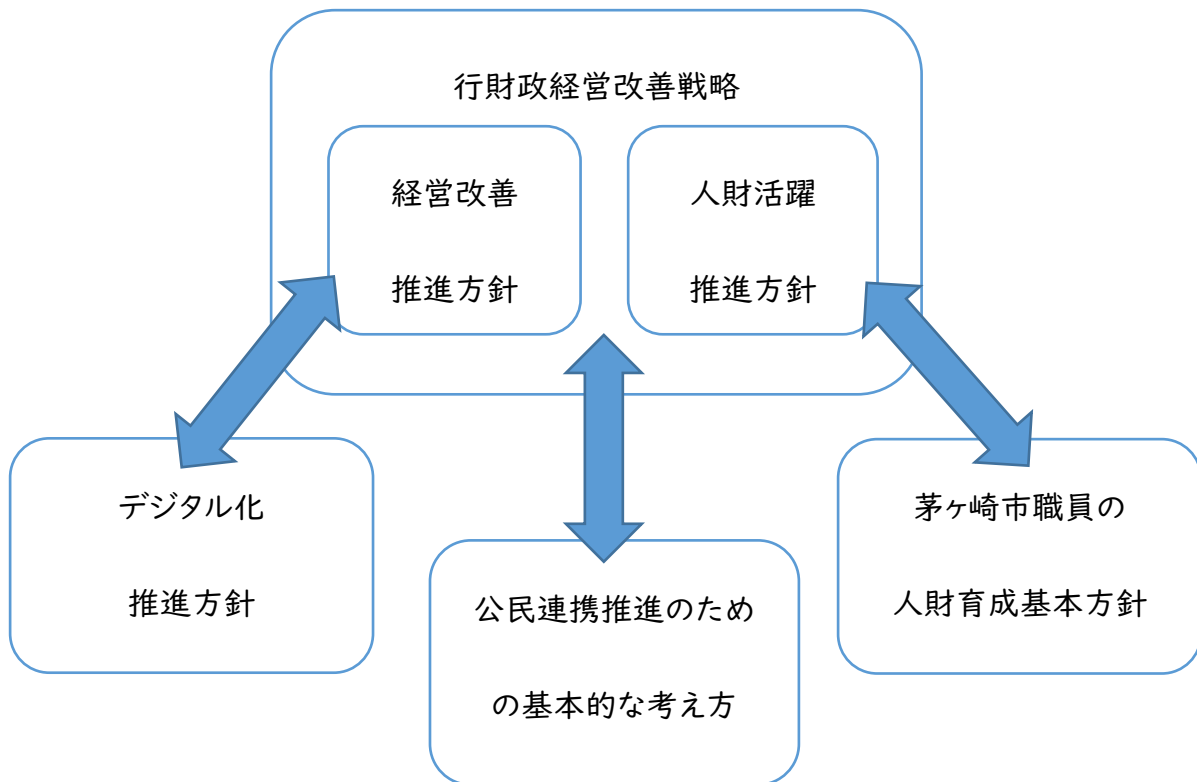 行財政経営改善戦略
経営改善
推進方針
人財活躍
推進方針
デジタル化
推進方針
公民連携推進のため
の基本的な考え方
茅ヶ崎市職員の
人財育成基本方針